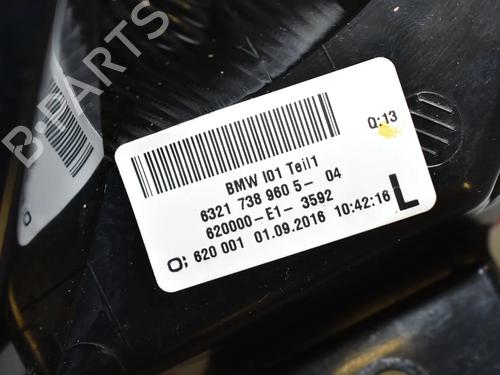 B-PARTS
Q:13
BMW I01 Teil1
6321 738 960 5- 04
620000-E1- 3592
O; 620 001 01.09.2016 10:42:16
L